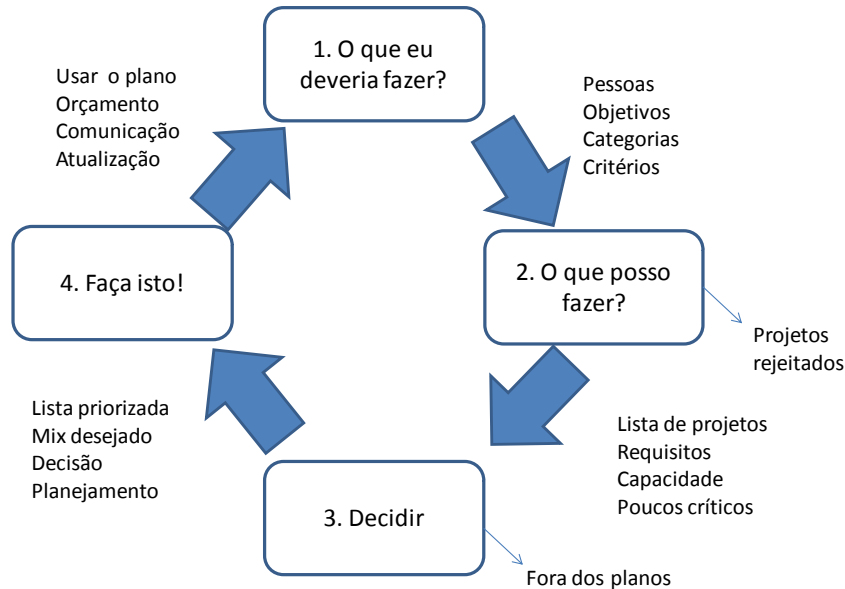 1. O que eu
deveria fazer?
Usar o plano
Orçamento
Comunicação
Atualização
Pessoas
Objetivos
Categorias
Critérios
4. Faça isto!
2. O que posso
fazer?
Projetos
rejeitados
Lista priorizada
Mix desejado
Decisão
Planejamento
Lista de projetos
Requisitos
Capacidade
Poucos críticos
3. Decidir
Fora dos planos